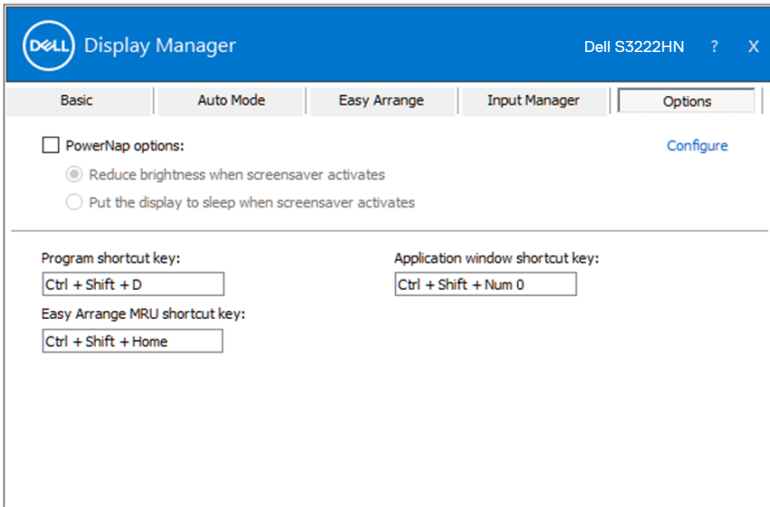 DELL Display Manager Dell S3222HN ? X
Basic Auto Mode Easy Arrange Input Manager Options
PowerNap options: Configure
Reduce brightness when screensaver activates
Put the display to sleep when screensaver activates
Program shortcut key: Application window shortcut key:
Ctrl + Shift + D Ctrl + Shift + Num 0
Easy Arrange MRU shortcut key:
Ctrl + Shift + Home